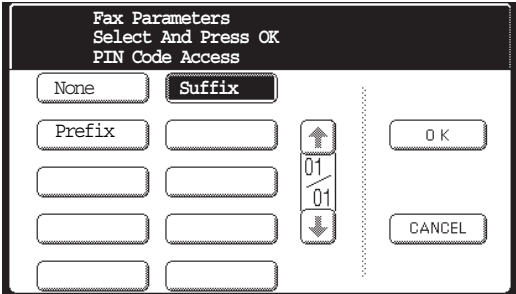 Fax Parameters
Select And Press OK
PIN Code Access
None
Suffix
Prefix
01
01
OK
CANCEL